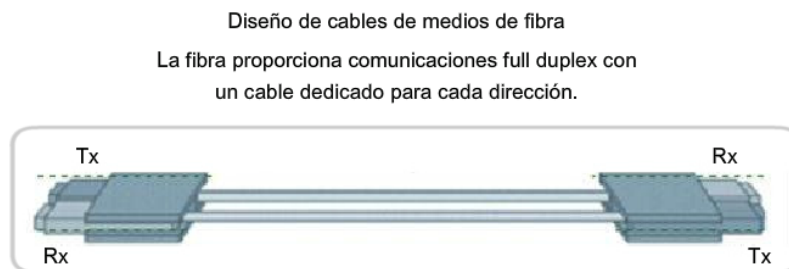 Diseño de cables de medios de fibra
La fibra proporciona comunicaciones full duplex con
un cable dedicado para cada dirección.
Tx
Rx
Rx
Tx